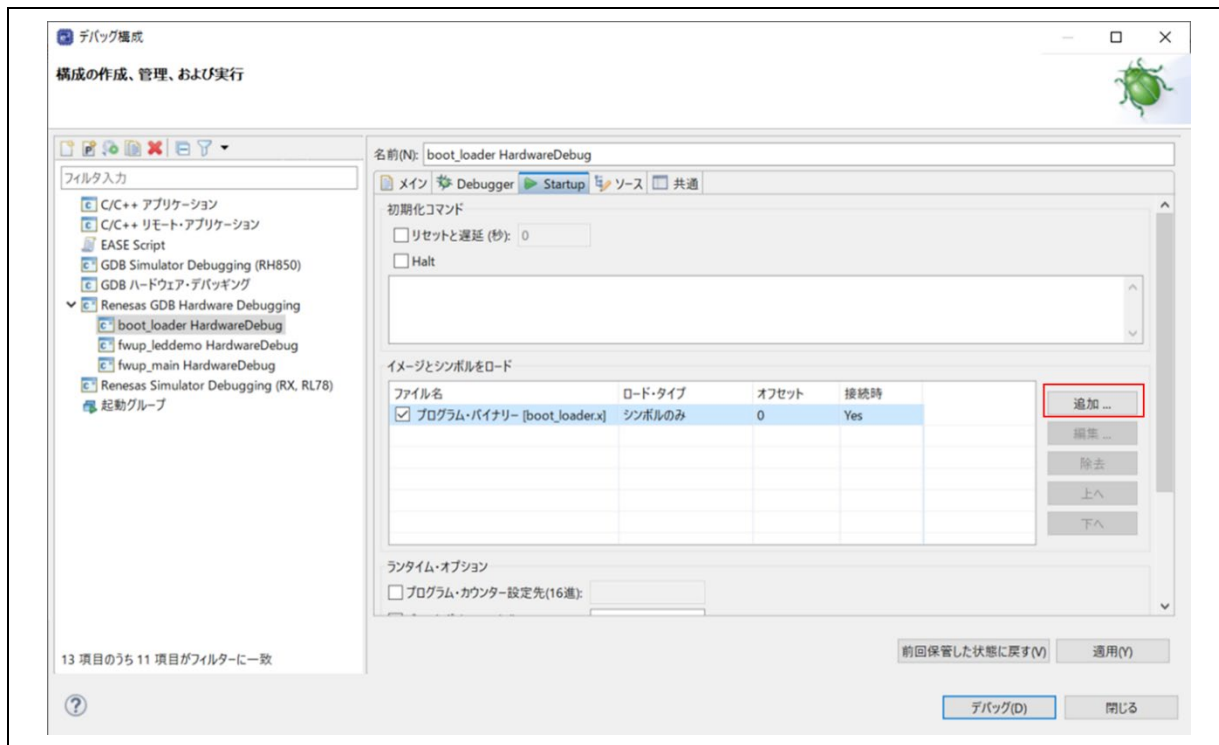 デバッグ構成
構成の作成、管理、および実行
フィルタ入力
C/C++ アプリケーション
C/C++ リモート・アプリケーション
EASE Script
GDB Simulator Debugging (RH850)
GDB ハードウェア・デバッギング
Renesas GDB Hardware Debugging
boot_loader HardwareDebug
fwup_leddemo HardwareDebug
fwup_main HardwareDebug
Renesas Simulator Debugging (RX, RL78)
起動グループ
13 項目のうち 11 項目がフィルターに一致
名前(N): boot_loader HardwareDebug
メイン Debugger Startup ソース 共通
初期化コマンド
リセットと遅延 (秒): 0
Halt
イメージとシンボルをロード
ファイル名 ロード・タイプ オフセット 接続時
プログラム・バイナリー [boot_loader.x] シンボルのみ 0 Yes
追加 ...
編集 ...
除去
上へ
下へ
ランタイム・オプション
プログラム・カウンター設定先(16進):
前回保管した状態に戻す(V) 適用(Y)
デバッグ(D) 閉じる